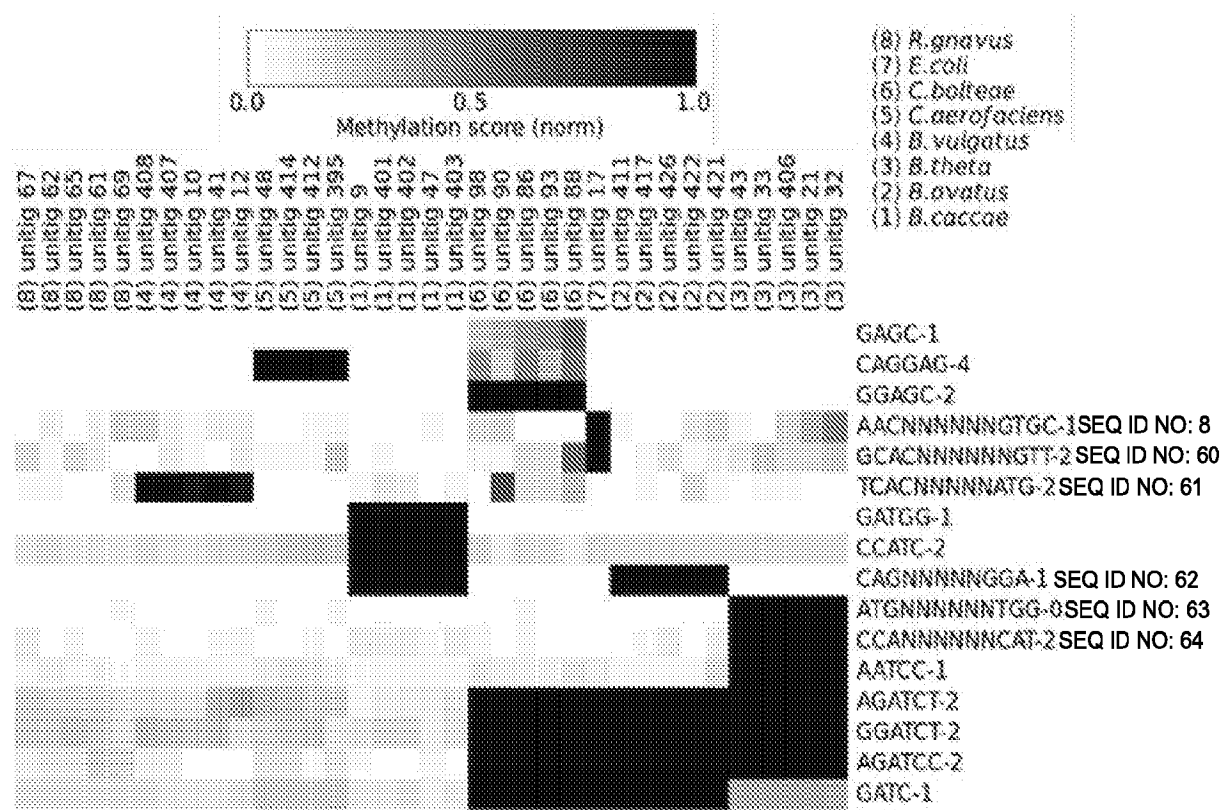 0.0 0.5 1.0
Methylation score (norm)
(8) R.gnavus
(7) E.coli
(6) C.bolteae
(5) C.aerofaciens
(4) B.vulgatus
(3) B.theta
(2) B.ovatus
(1) B.caccae
(8) unitig 67
(8) unitig 62
(8) unitig 65
(8) unitig 61
(8) unitig 69
(4) unitig 408
(4) unitig 407
(4) unitig 10
(4) unitig 41
(4) unitig 12
(5) unitig 48
(5) unitig 414
(5) unitig 412
(5) unitig 395
(1) unitig 9
(1) unitig 401
(1) unitig 402
(1) unitig 47
(1) unitig 403
(6) unitig 98
(6) unitig 90
(6) unitig 86
(6) unitig 93
(6) unitig 88
(7) unitig 17
(2) unitig 411
(2) unitig 417
(2) unitig 426
(2) unitig 422
(2) unitig 421
(3) unitig 43
(3) unitig 33
(3) unitig 406
(3) unitig 21
(3) unitig 32
GAGC-1
CAGGAG-4
GGAGC-2
AACNNNNNNGTGC-1 SEQ ID NO: 8
GCACNNNNNNGTT-2 SEQ ID NO: 60
TCACNNNNNATG-2 SEQ ID NO: 61
GATGG-1
CCATC-2
CAGNNNNNGGA-1 SEQ ID NO: 62
ATGNNNNNNTGG-0 SEQ ID NO: 63
CCANNNNNNCAT-2 SEQ ID NO: 64
AATCC-1
AGATCT-2
GGATCT-2
AGATCC-2
GATC-1